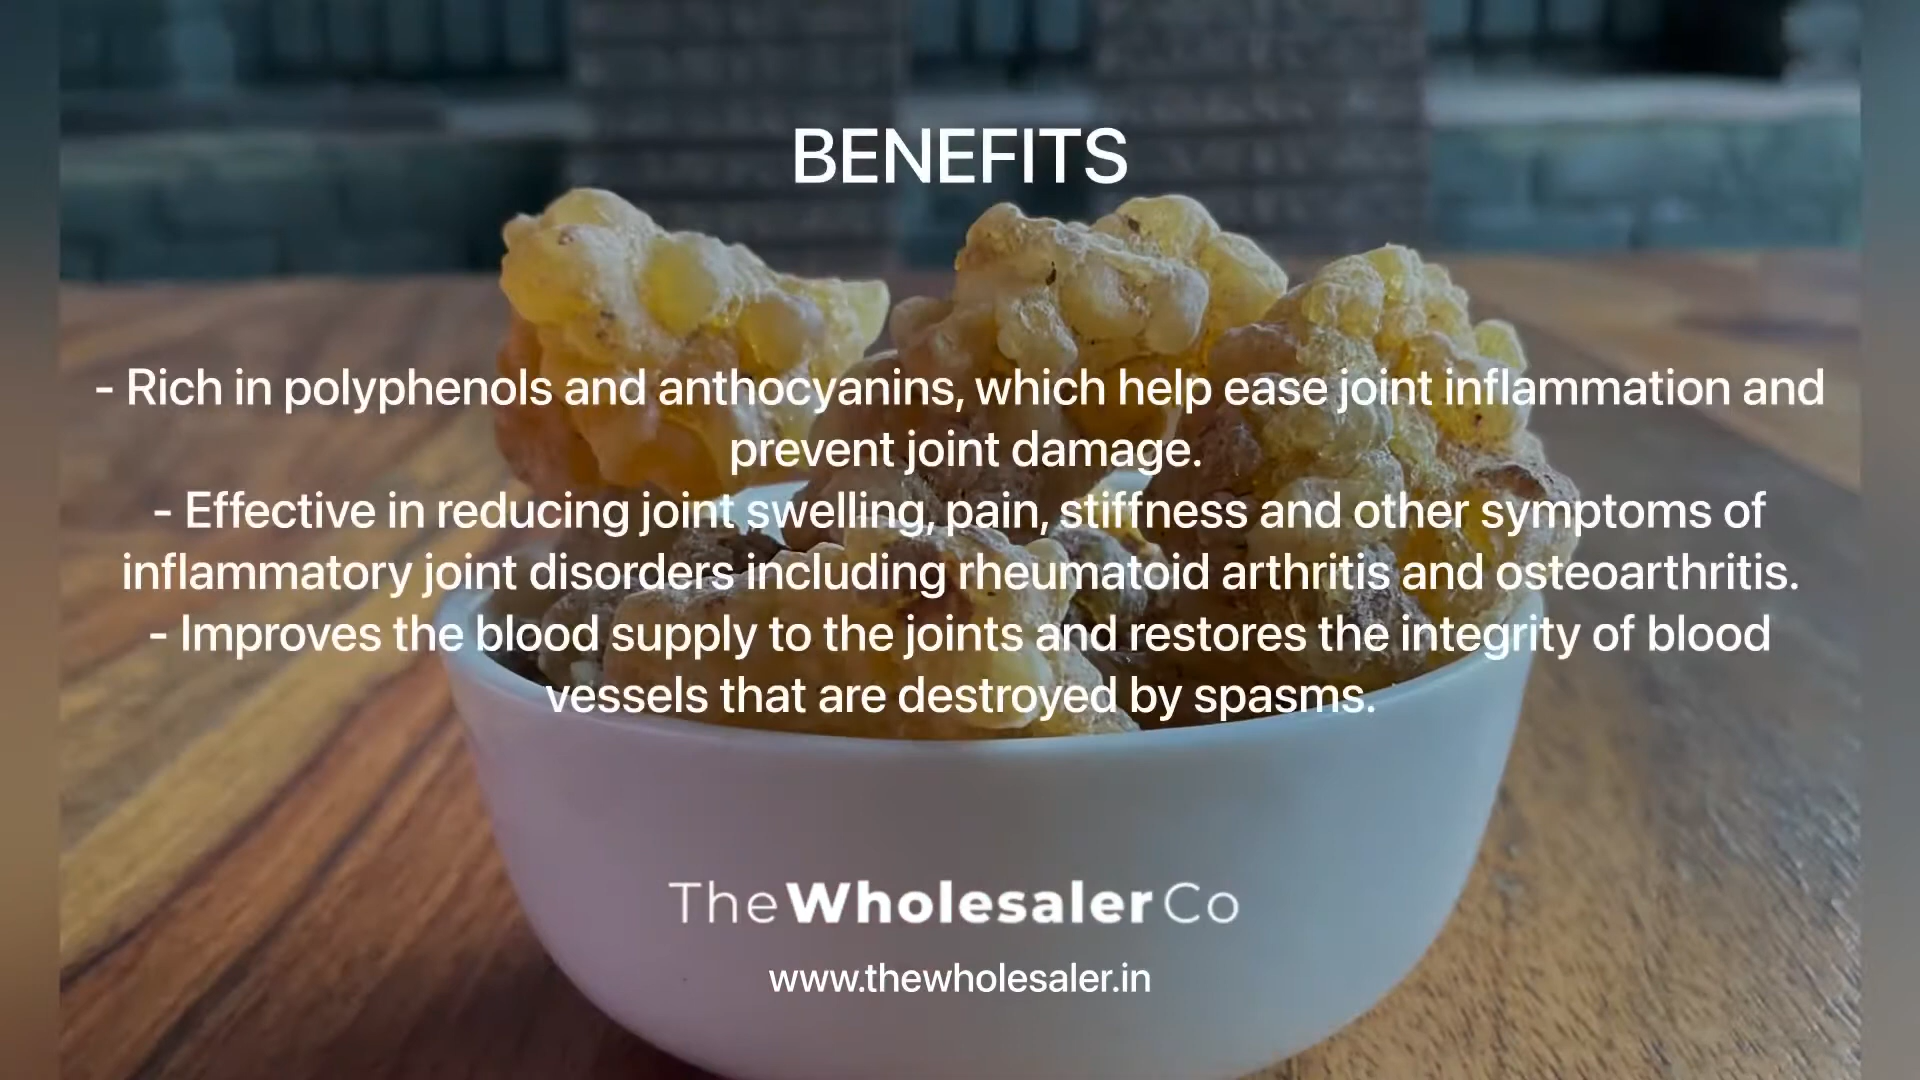 BENEFITS
- Rich in polyphenols and anthocyanins, which help ease joint inflammation and
prevent joint damage.
- Effective in reducing joint swelling, pain, stiffness and other symptoms of
inflammatory joint disorders including rheumatoid arthritis and osteoarthritis.
- Improves the blood supply to the joints and restores the integrity of blood
vessels that are destroyed by spasms.
TheWholesalerCo
www.thewholesaler.in